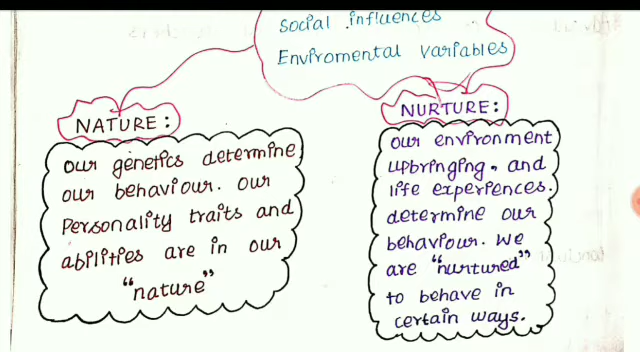 Social influences
Enviromental variables
NATURE:
our genetics determine
our behaviour. our
personality traits and
abilities are in our
"nature"
NURTURE:
our environment
upbringing, and
life experiences.
determine our
behaviour. we
are "nurtured"
to behave in
certain ways.